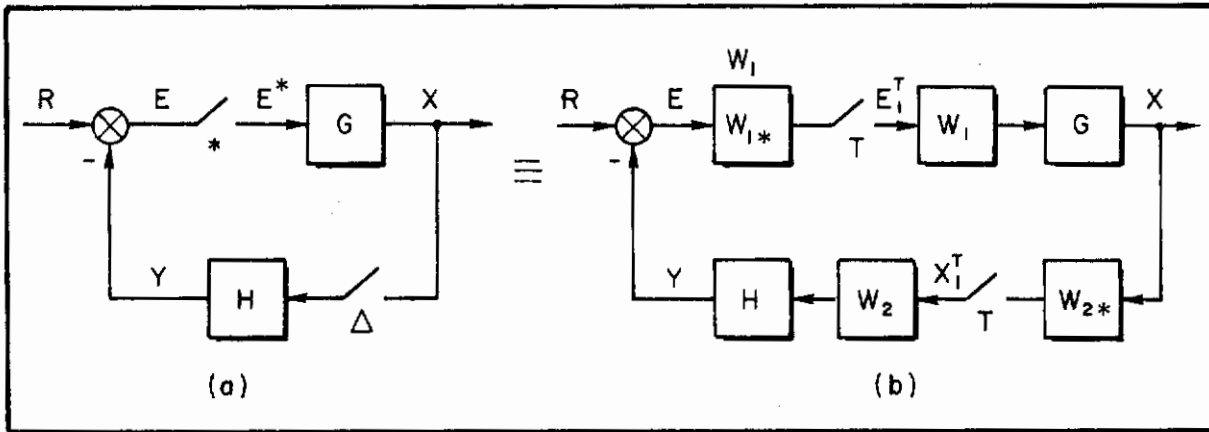 R
E
*
E*
G
X
-
Y
H
Δ
(a)
≡
R
E
W₁
W₁*
T
E₁ᵀ
W₁
G
X
-
Y
H
W₂
X₁ᵀ
T
W₂*
(b)